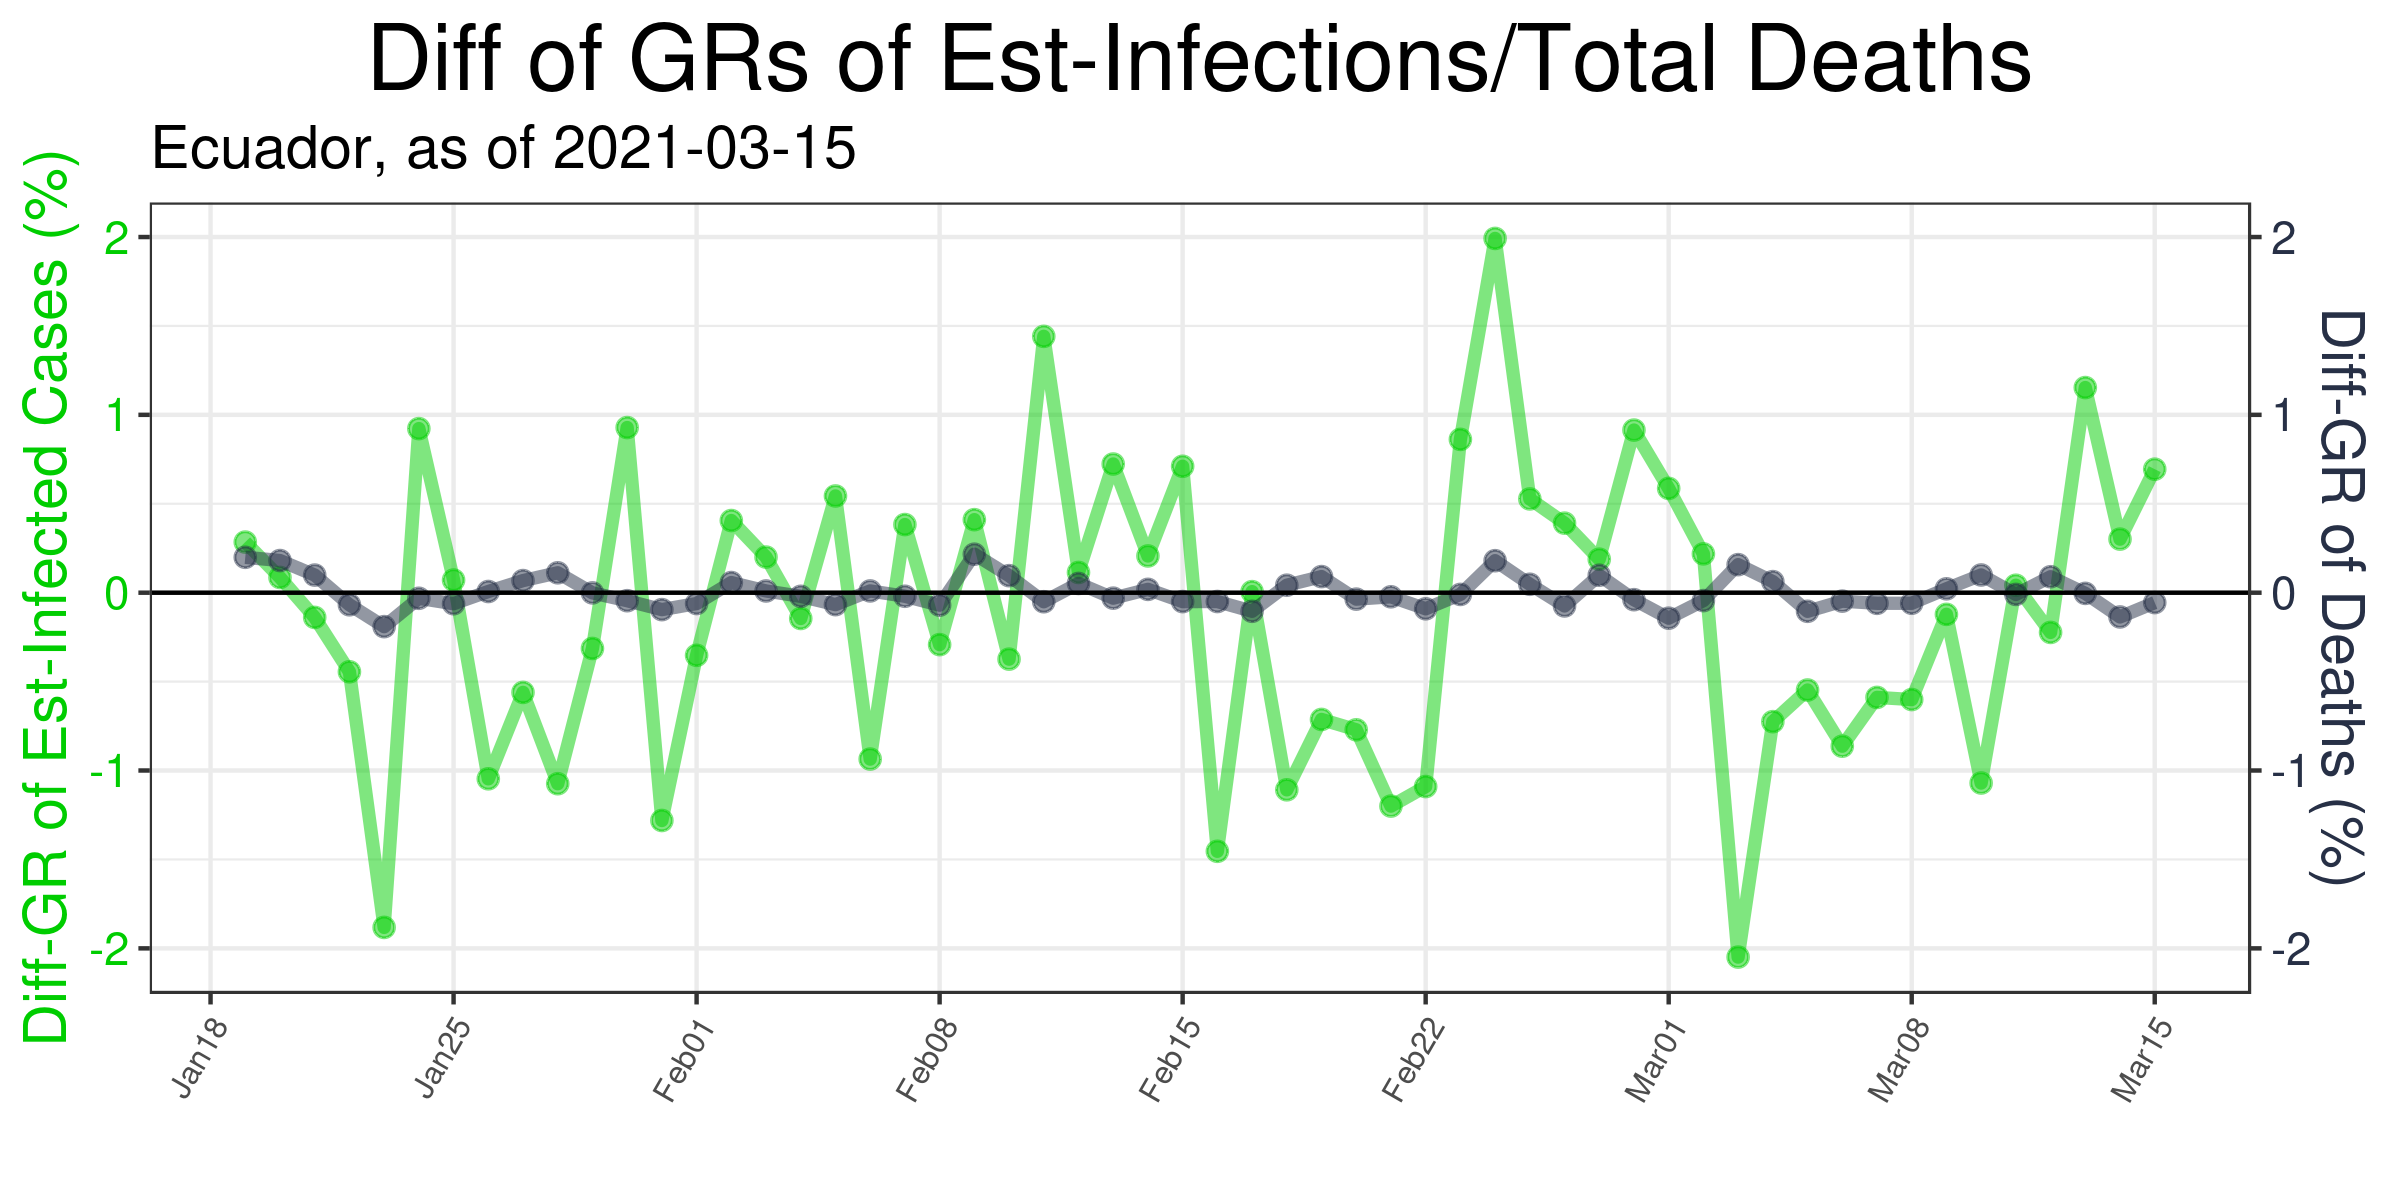 Diff of GRs of Est-Infections/Total Deaths
Ecuador, as of 2021-03-15
Diff-GR of Est-Infected Cases (%)
2
1
0
-1
-2
2
1
0
-1
-2
Diff-GR of Deaths (%)
Jan18
Jan25
Feb01
Feb08
Feb15
Feb22
Mar01
Mar08
Mar15